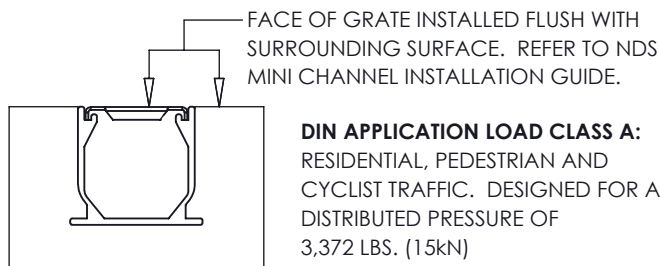 FACE OF GRATE INSTALLED FLUSH WITH
SURROUNDING SURFACE. REFER TO NDS
MINI CHANNEL INSTALLATION GUIDE.
DIN APPLICATION LOAD CLASS A:
RESIDENTIAL, PEDESTRIAN AND
CYCLIST TRAFFIC. DESIGNED FOR A
DISTRIBUTED PRESSURE OF
3,372 LBS. (15kN)